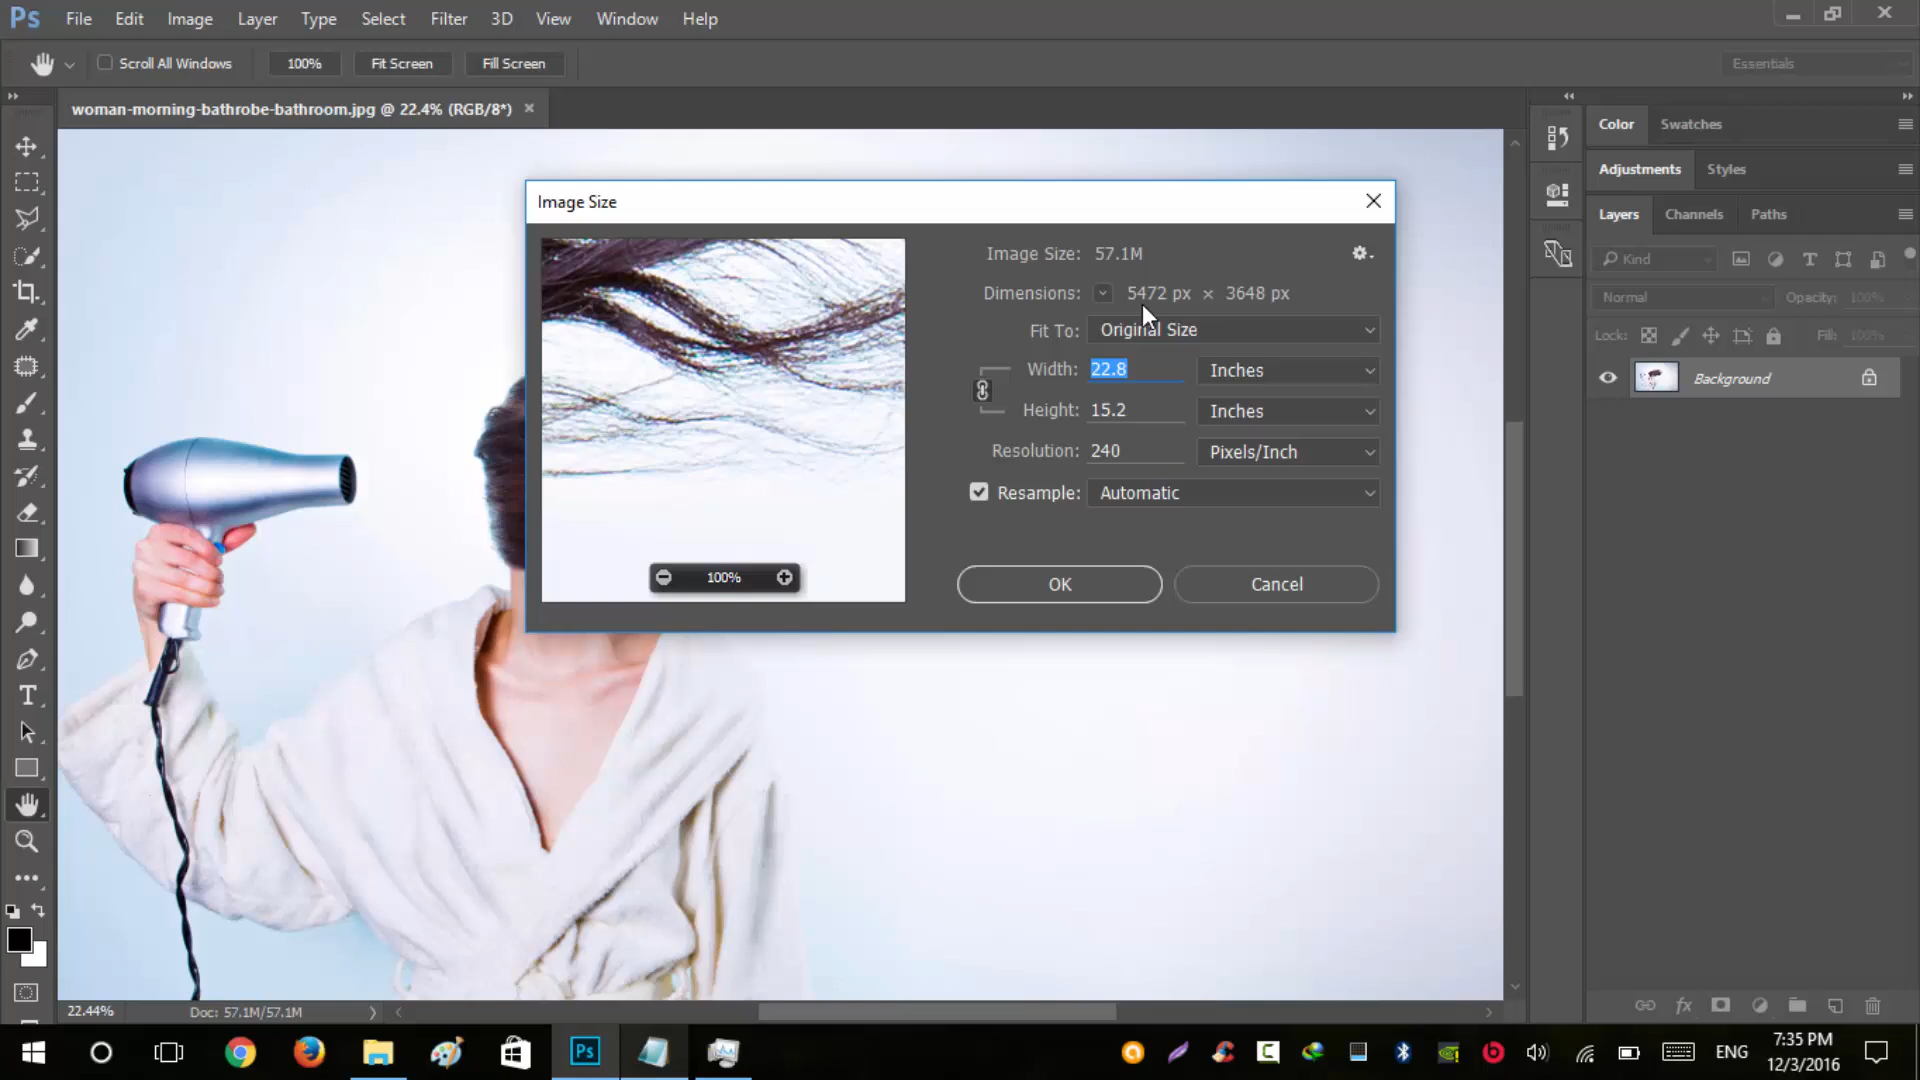 Ps File Edit Image Layer Type Select Filter 3D View Window Help
Scroll All Windows 100% Fit Screen Fill Screen Essentials
woman-morning-bathrobe-bathroom.jpg @ 22.4% (RGB/8*) ×
Color Swatches
Adjustments Styles
Layers Channels Paths
Kind
Normal Opacity: 100%
Lock: Fill: 100%
Background
Image Size
Image Size: 57.1M
Dimensions: 5472 px × 3648 px
Fit To: Original Size
Width: 22.8 Inches
Height: 15.2 Inches
Resolution: 240 Pixels/Inch
Resample: Automatic
100%
OK Cancel
22.44% Doc: 57.1M/57.1M
fx
Ps
ENG
7:35 PM
12/3/2016